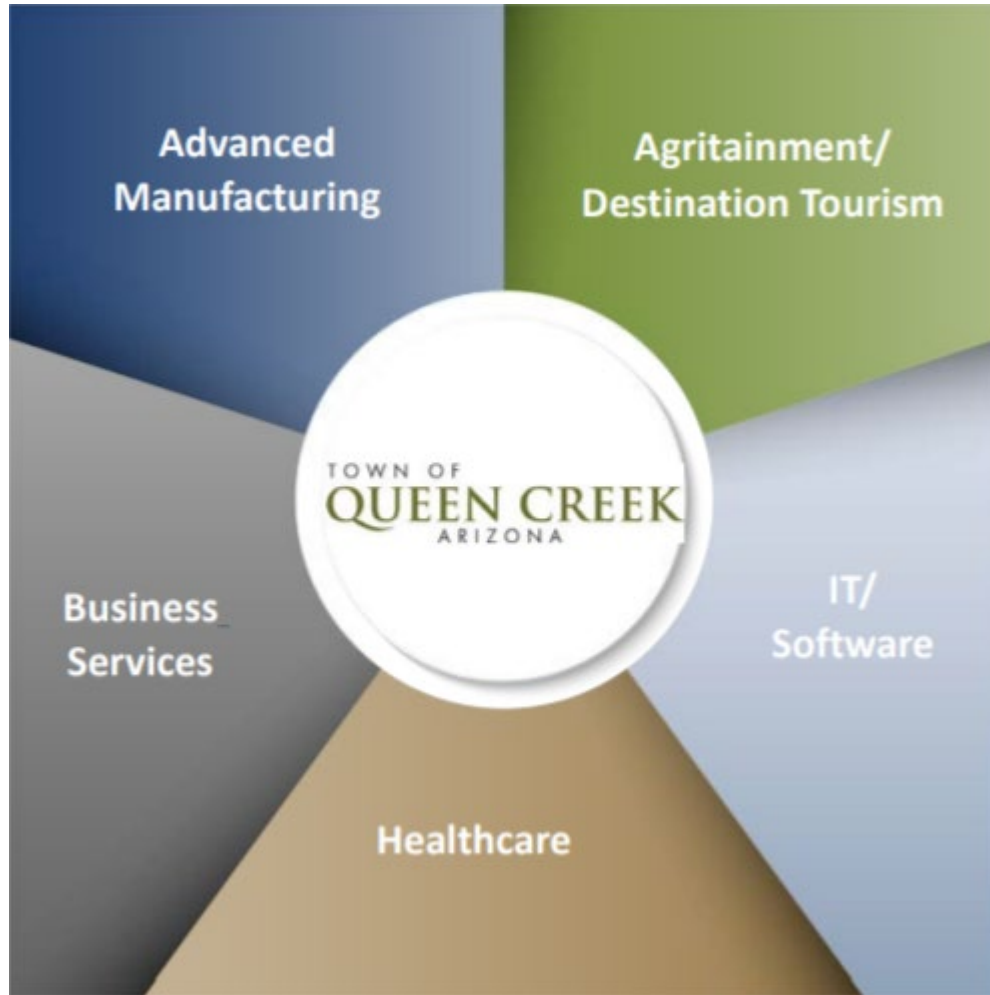 Advanced
Manufacturing
Agritainment/
Destination Tourism
TOWN OF
QUEEN CREEK
ARIZONA
Business
Services
IT/
Software
Healthcare